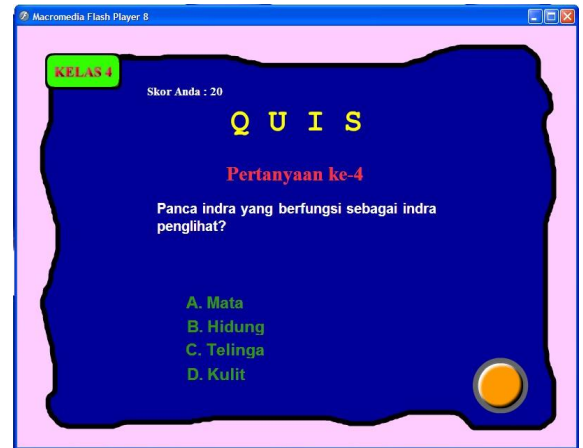 Macromedia Flash Player 8
KELAS 4
Skor Anda : 20
Q U I S
Pertanyaan ke-4
Panca indra yang berfungsi sebagai indra
penglihat?
A. Mata
B. Hidung
C. Telinga
D. Kulit